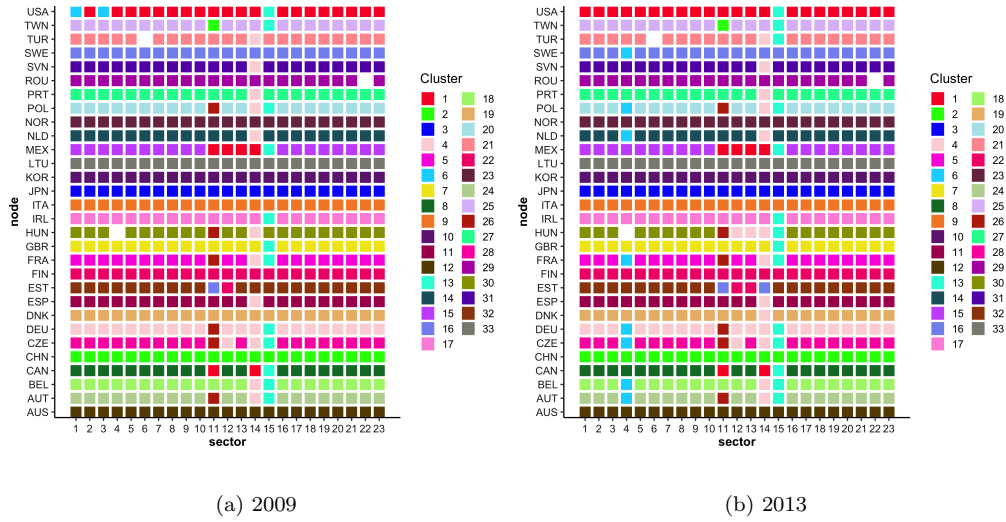 USA
TWN
TUR
SWE
SVN
ROU
PRT
POL
NOR
NLD
MEX
LTU
KOR
JPN
ITA
IRL
HUN
GBR
FRA
FIN
EST
ESP
DNK
DEU
CZE
CHN
CAN
BEL
AUT
AUS
node
1 2 3 4 5 6 7 8 9 10 11 12 13 14 15 16 17 18 19 20 21 22 23
sector
Cluster
1 18
2 19
3 20
4 21
5 22
6 23
7 24
8 25
9 26
10 27
11 28
12 29
13 30
14 31
15 32
16 33
17
(a) 2009
USA
TWN
TUR
SWE
SVN
ROU
PRT
POL
NOR
NLD
MEX
LTU
KOR
JPN
ITA
IRL
HUN
GBR
FRA
FIN
EST
ESP
DNK
DEU
CZE
CHN
CAN
BEL
AUT
AUS
node
1 2 3 4 5 6 7 8 9 10 11 12 13 14 15 16 17 18 19 20 21 22 23
sector
Cluster
1 18
2 19
3 20
4 21
5 22
6 23
7 24
8 25
9 26
10 27
11 28
12 29
13 30
14 31
15 32
16 33
17
(b) 2013